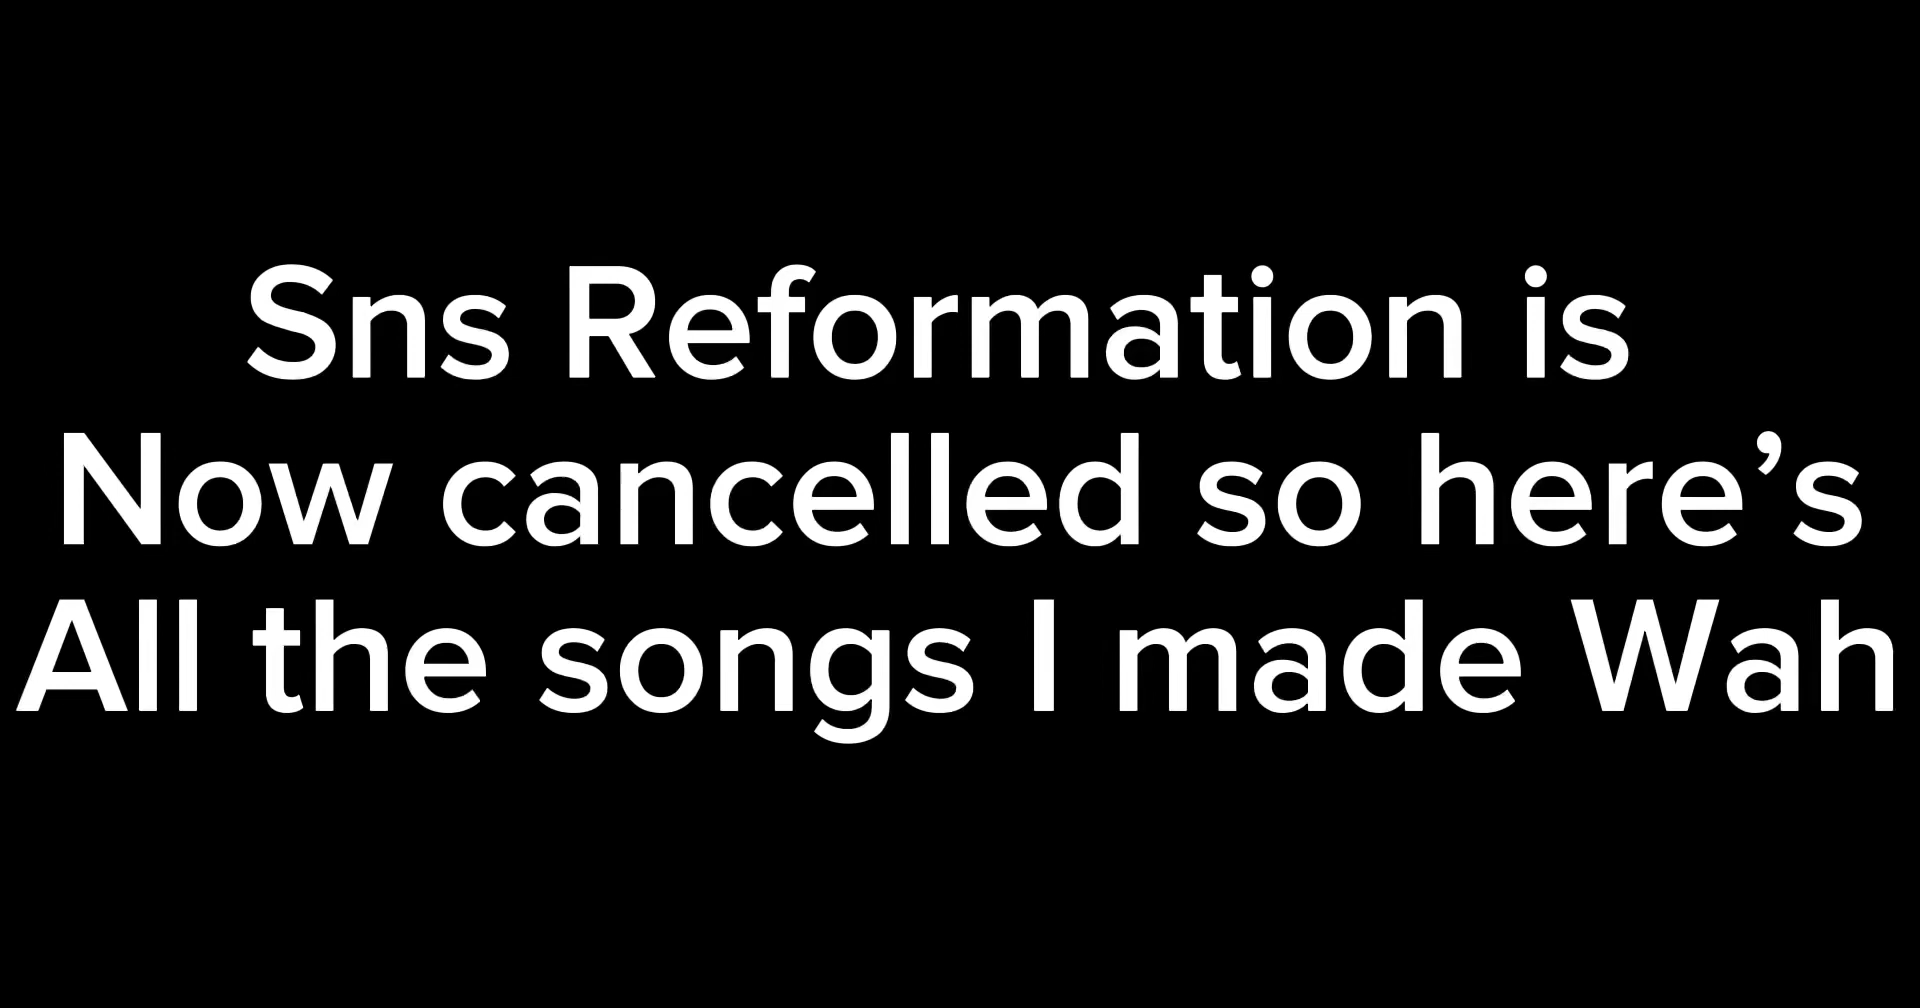 Sns Reformation is
Now cancelled so here’s
All the songs I made Wah